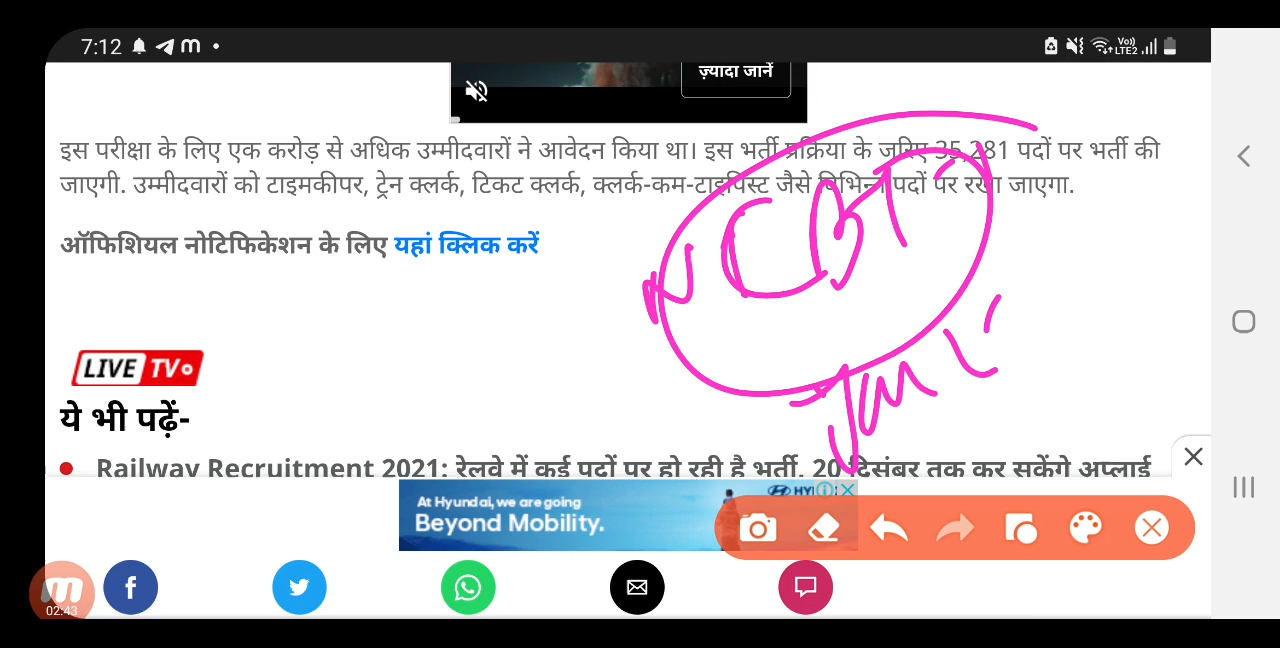 7:12
Vo)) LTE2
ज़्यादा जानें
इस परीक्षा के लिए एक करोड़ से अधिक उम्मीदवारों ने आवेदन किया था। इस भर्ती प्रक्रिया के जरिए 35,281 पदों पर भर्ती की
जाएगी. उम्मीदवारों को टाइमकीपर, ट्रेन क्लर्क, टिकट क्लर्क, क्लर्क-कम-टाइपिस्ट जैसे विभिन्न पदों पर रखा जाएगा.
ऑफिशियल नोटिफिकेशन के लिए यहां क्लिक करें
CBT
LIVE TV
ये भी पढ़ें-
Railway Recruitment 2021: रेलवे में कई पदों पर हो रही है भर्ती, 20 दिसंबर तक कर सकेंगे अप्लाई
At Hyundai, we are going
Beyond Mobility.
02:43